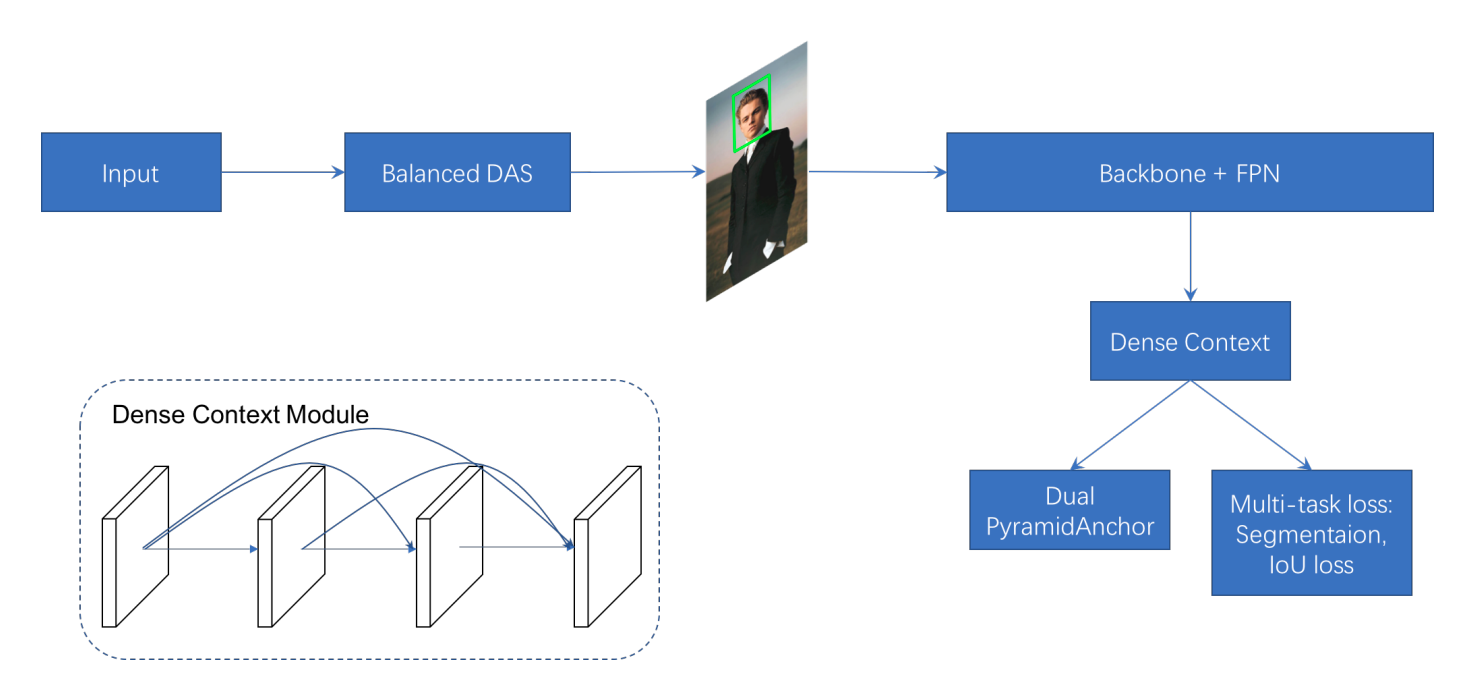 Input
Balanced DAS
Backbone + FPN
Dense Context
Dense Context Module
Dual
PyramidAnchor
Multi-task loss:
Segmentaion,
IoU loss